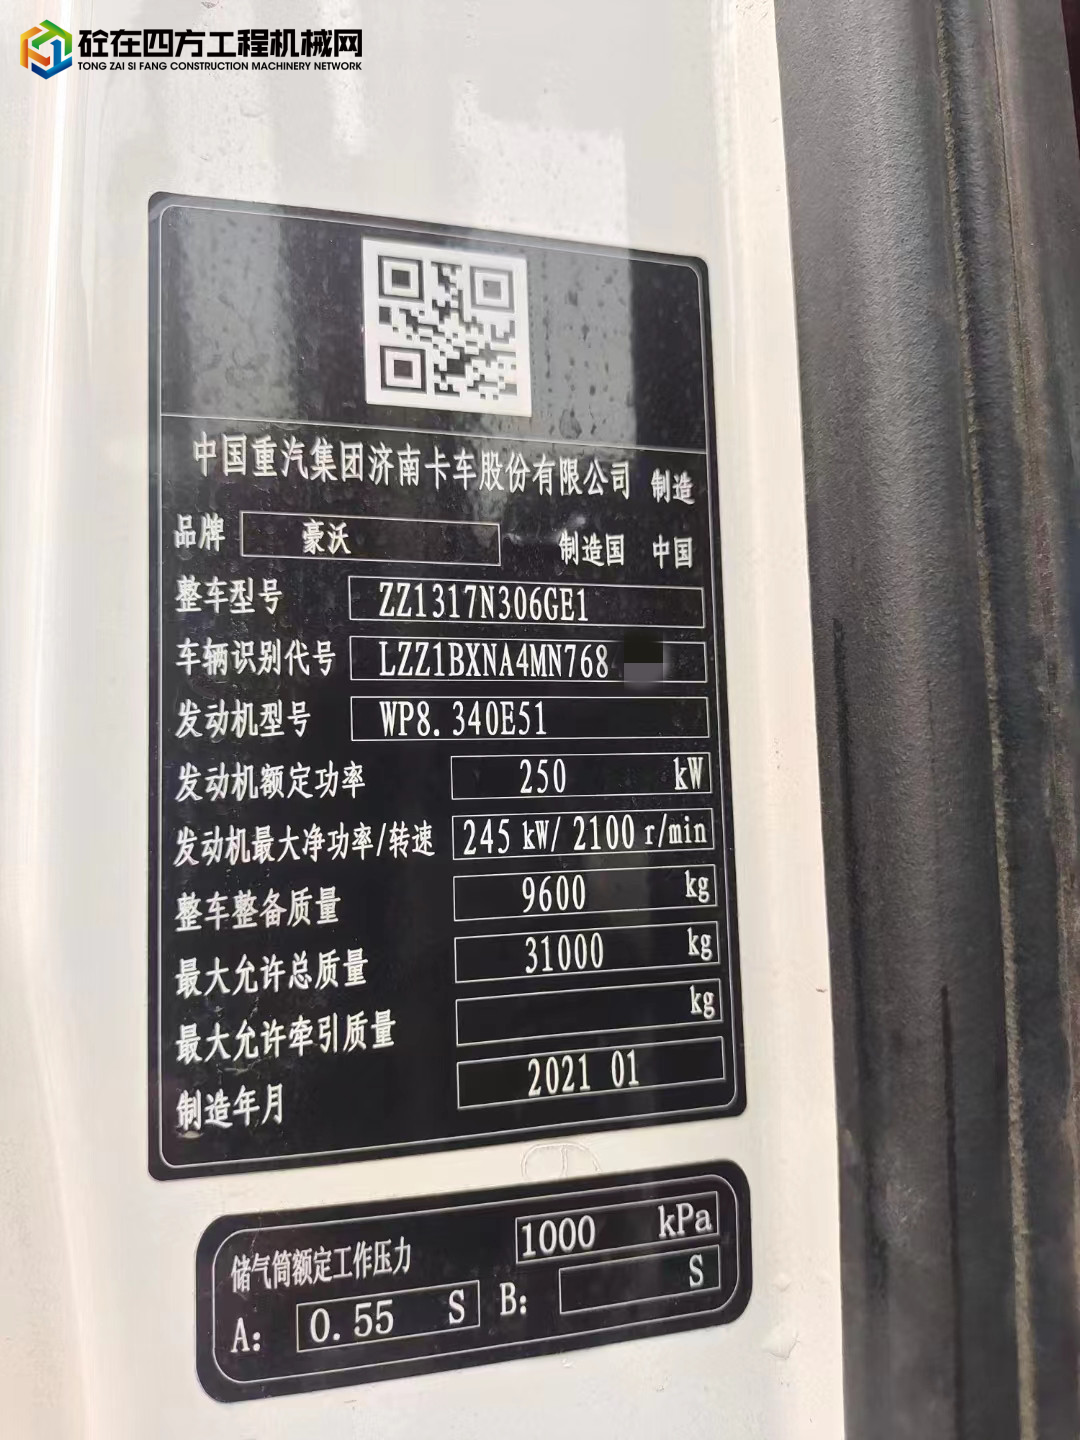 砼在四方工程机械网
TONG ZAI SI FANG CONSTRUCTION MACHINERY NETWORK
中国重汽集团济南卡车股份有限公司 制造
品牌 豪沃 制造国 中国
整车型号 ZZ1317N306GE1
车辆识别代号 LZZ1BXNA4MN768
发动机型号 WP8.340E51
发动机额定功率 250 kW
发动机最大净功率/转速 245 kW/ 2100 r/min
整车整备质量 9600 kg
最大允许总质量 31000 kg
最大允许牵引质量 kg
制造年月 2021 01
储气筒额定工作压力 1000 kPa
A: 0.55 S B: S